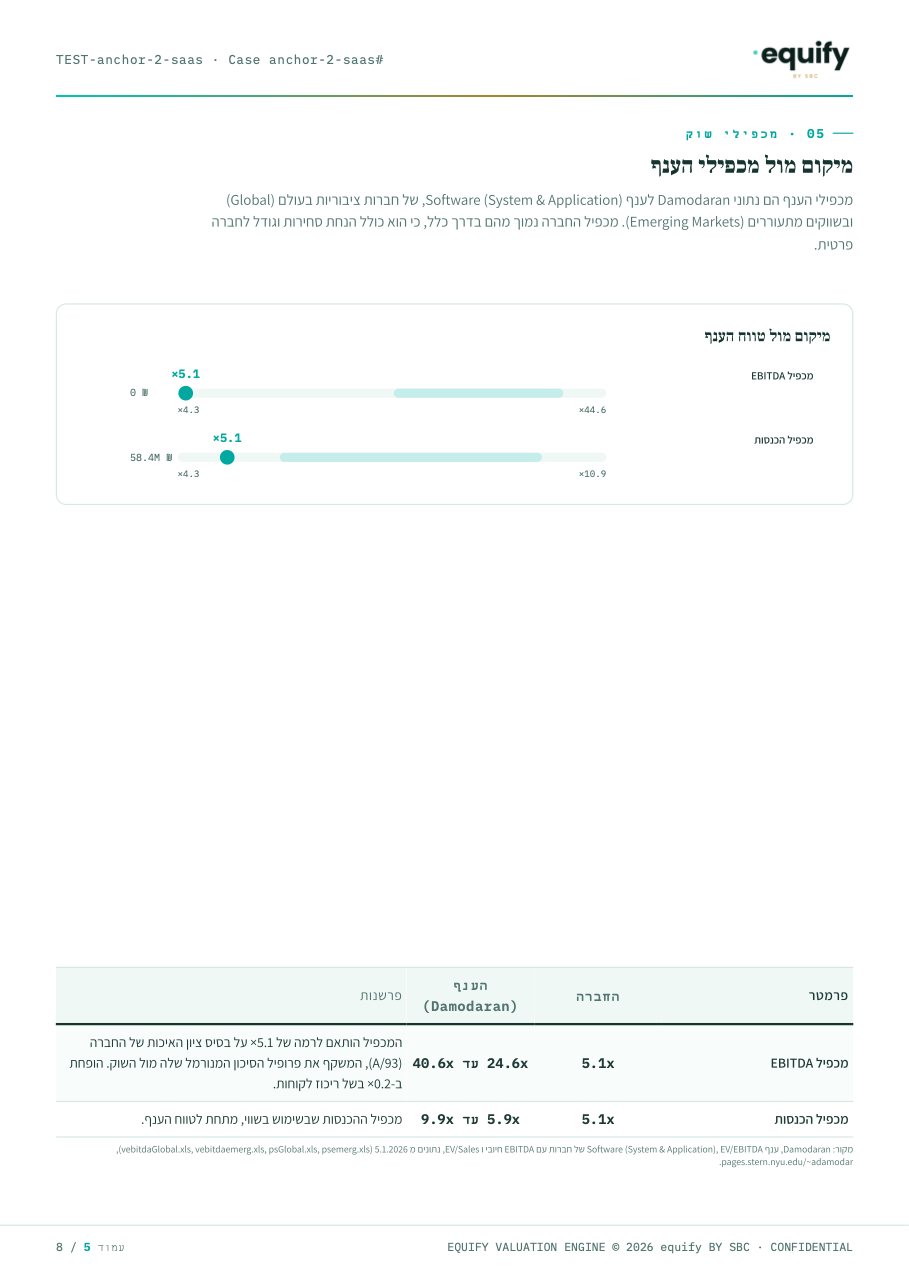 TEST-anchor-2-saas · Case anchor-2-saas#
equify
BY SBC
05 · מכפילי שוק
מיקום מול מכפילי הענף
מכפילי הענף הם נתוני Damodaran לענף Software (System & Application), של חברות ציבוריות בעולם (Global)
ובשווקים מתעוררים (Emerging Markets). מכפיל החברה נמוך מהם בדרך כלל, כי הוא כולל הנחת סחירות וגודל לחברה
פרטית.
מיקום מול טווח הענף
מכפיל EBITDA
×5.1
0 ₪
×4.3
×44.6
מכפיל הכנסות
×5.1
58.4M ₪
×4.3
×10.9
פרמטר
החברה
הענף
(Damodaran)
פרשנות
מכפיל EBITDA
5.1x
24.6x עד 40.6x
המכפיל הותאם לרמה של 5.1× על בסיס ציון האיכות של החברה
(A/93), המשקף את פרופיל הסיכון המנורמל שלה מול השוק. הופחת
ב-0.2× בשל ריכוז לקוחות.
מכפיל הכנסות
5.1x
5.9x עד 9.9x
מכפיל ההכנסות שבשימוש בשווי, מתחת לטווח הענף.
מקור: Damodaran, ענף Software (System & Application), EV/EBITDA של חברות עם EBITDA חיובי ו EV/Sales, נתונים מ 5.1.2026 (vebitdaGlobal.xls, vebitdaemerg.xls, psGlobal.xls, psemerg.xls),
pages.stern.nyu.edu/~adamodar.
EQUIFY VALUATION ENGINE © 2026 equify BY SBC · CONFIDENTIAL
עמוד 5 / 8